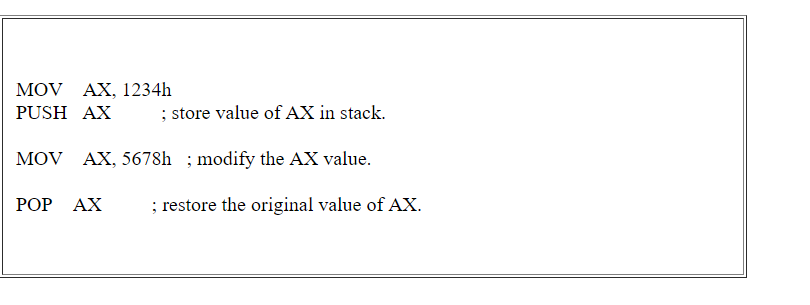 MOV AX, 1234h
PUSH AX ; store value of AX in stack.
MOV AX, 5678h ; modify the AX value.
POP AX ; restore the original value of AX.